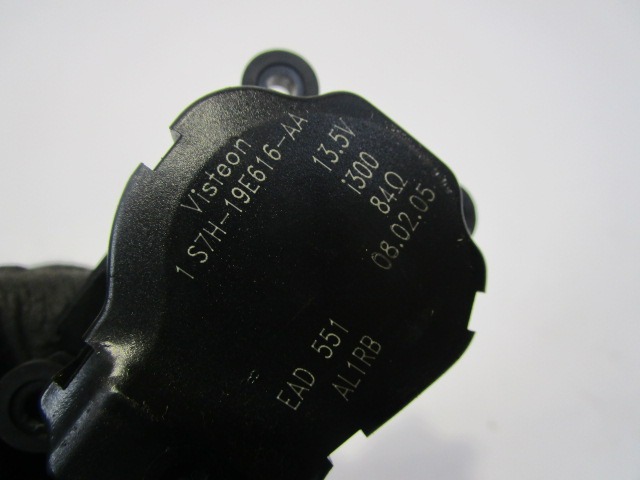 Visteon
1S7H-19E616-AA
13.5V
i300
84Ω
08.02.05
EAD 551
AL1RB